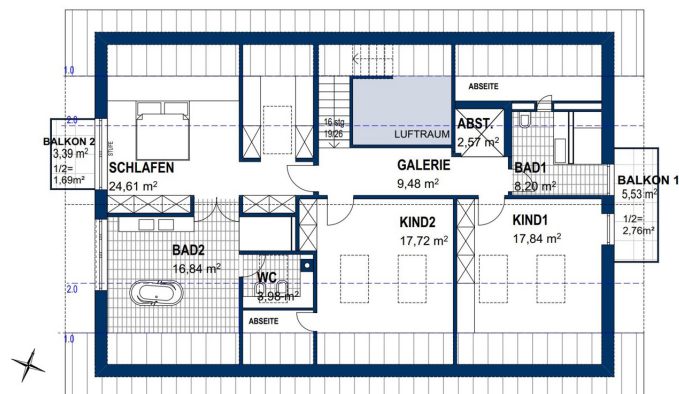 1.0
ABSEITE
2.0
BALKON 2
3,39 m²
1/2=
1,69m²
STUFE
SCHLAFEN
24,61 m²
16 stg
19/26
LUFTRAUM
ABST.
2,57 m²
GALERIE
9,48 m²
BAD1
8,20 m²
BALKON 1
5,53 m²
1/2=
2,76m²
BAD2
16,84 m²
KIND2
17,72 m²
KIND1
17,84 m²
WC
3,98 m²
2.0
ABSEITE
1.0